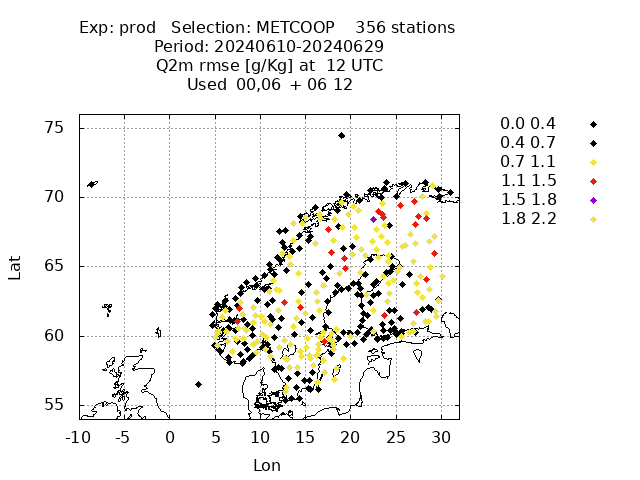 Exp: prod   Selection: METCOOP    356 stations
Period: 20240610-20240629
Q2m rmse [g/Kg] at  12 UTC
Used  00,06  + 06 12
0.0 0.4
0.4 0.7
0.7 1.1
1.1 1.5
1.5 1.8
1.8 2.2
75
70
65
60
55
Lat
-10 -5 0 5 10 15 20 25 30
Lon